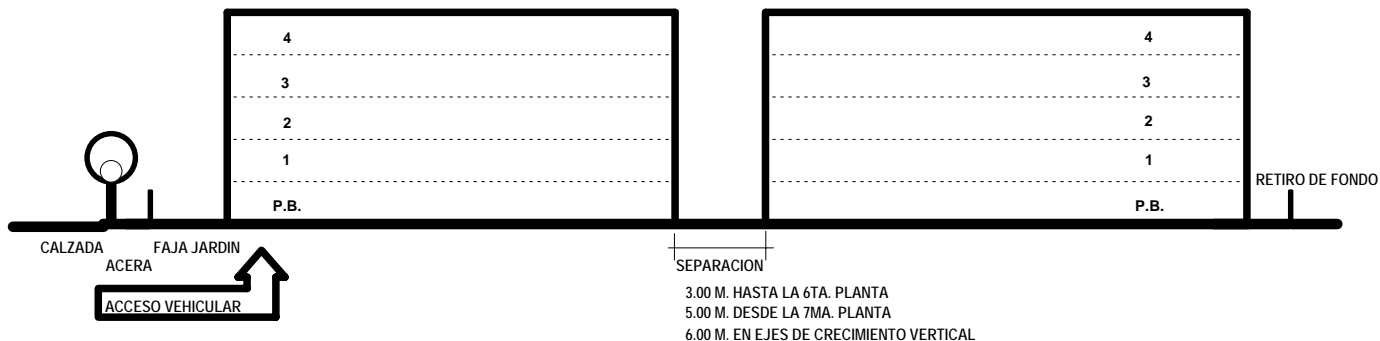 4
4
3
3
2
2
1
1
RETIRO DE FONDO
P.B.
P.B.
CALZADA
FAJA JARDIN
ACERA
SEPARACION
ACCESO VEHICULAR
3.00 M. HASTA LA 6TA. PLANTA
5.00 M. DESDE LA 7MA. PLANTA
6.00 M. EN EJES DE CRECIMIENTO VERTICAL